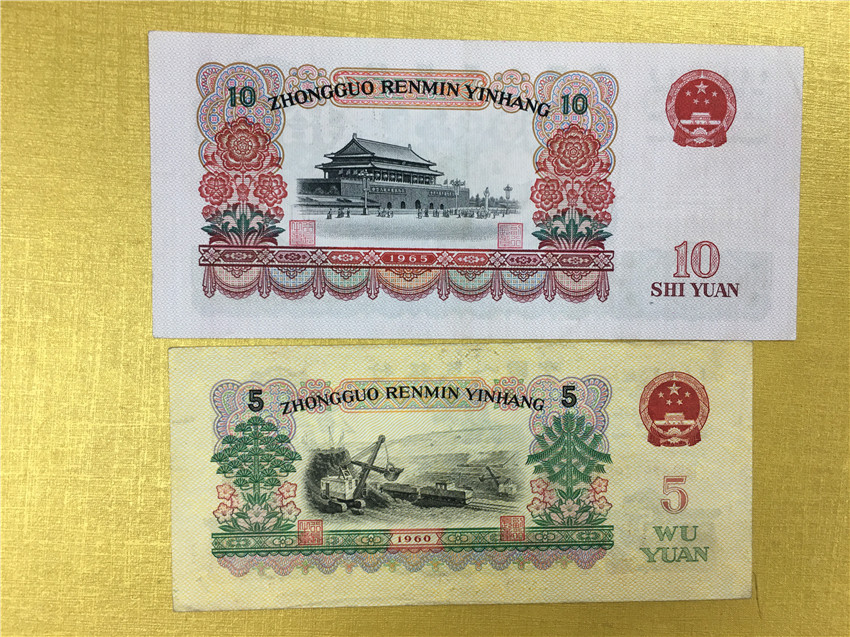 10 ZHONGGUO RENMIN YINHANG 10
1965
10
SHI YUAN
5 ZHONGGUO RENMIN YINHANG 5
1960
5
WU
YUAN